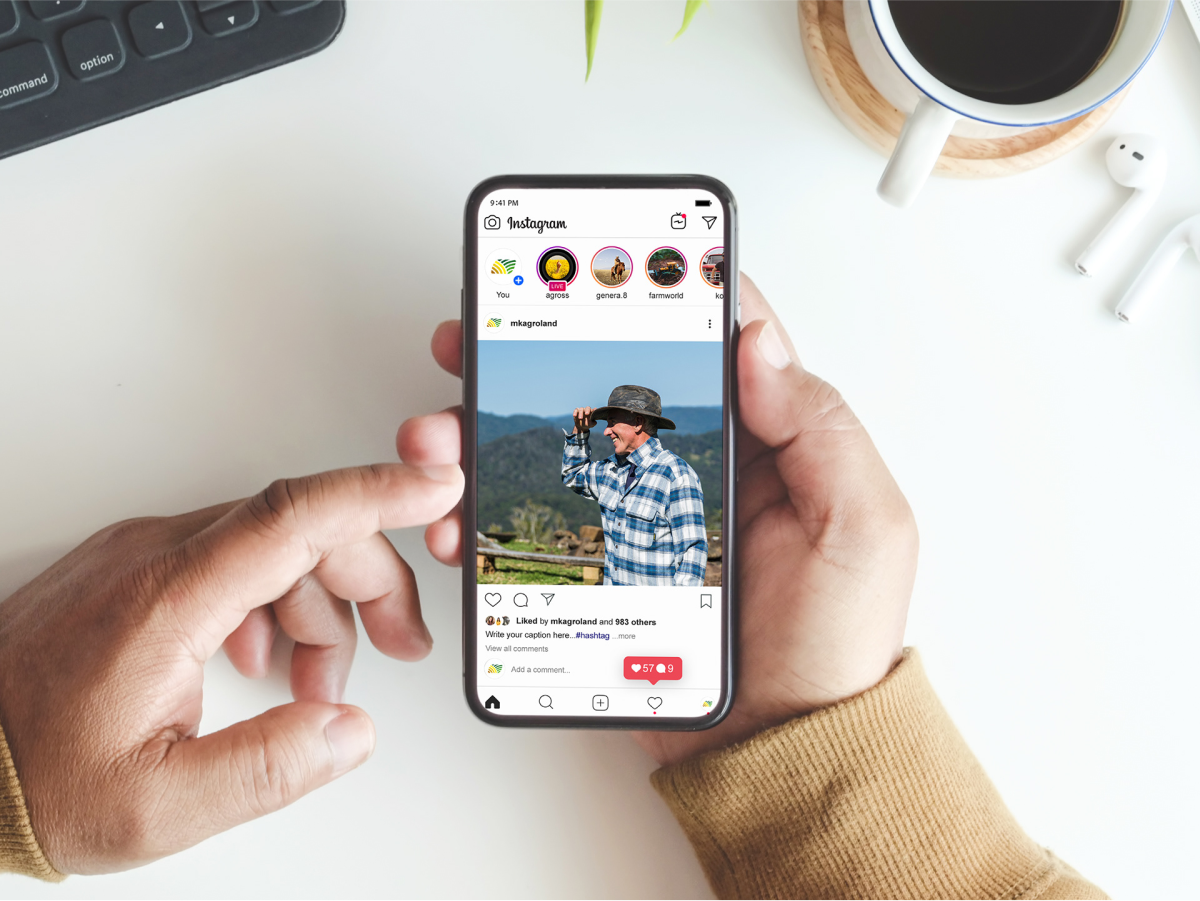 command
option
9:41 PM
Instagram
LIVE
You
agross
genera.8
farmworld
ko
mkagroland
Liked by mkagroland and 983 others
Write your caption here...#hashtag ...more
View all comments
Add a comment...
57 9